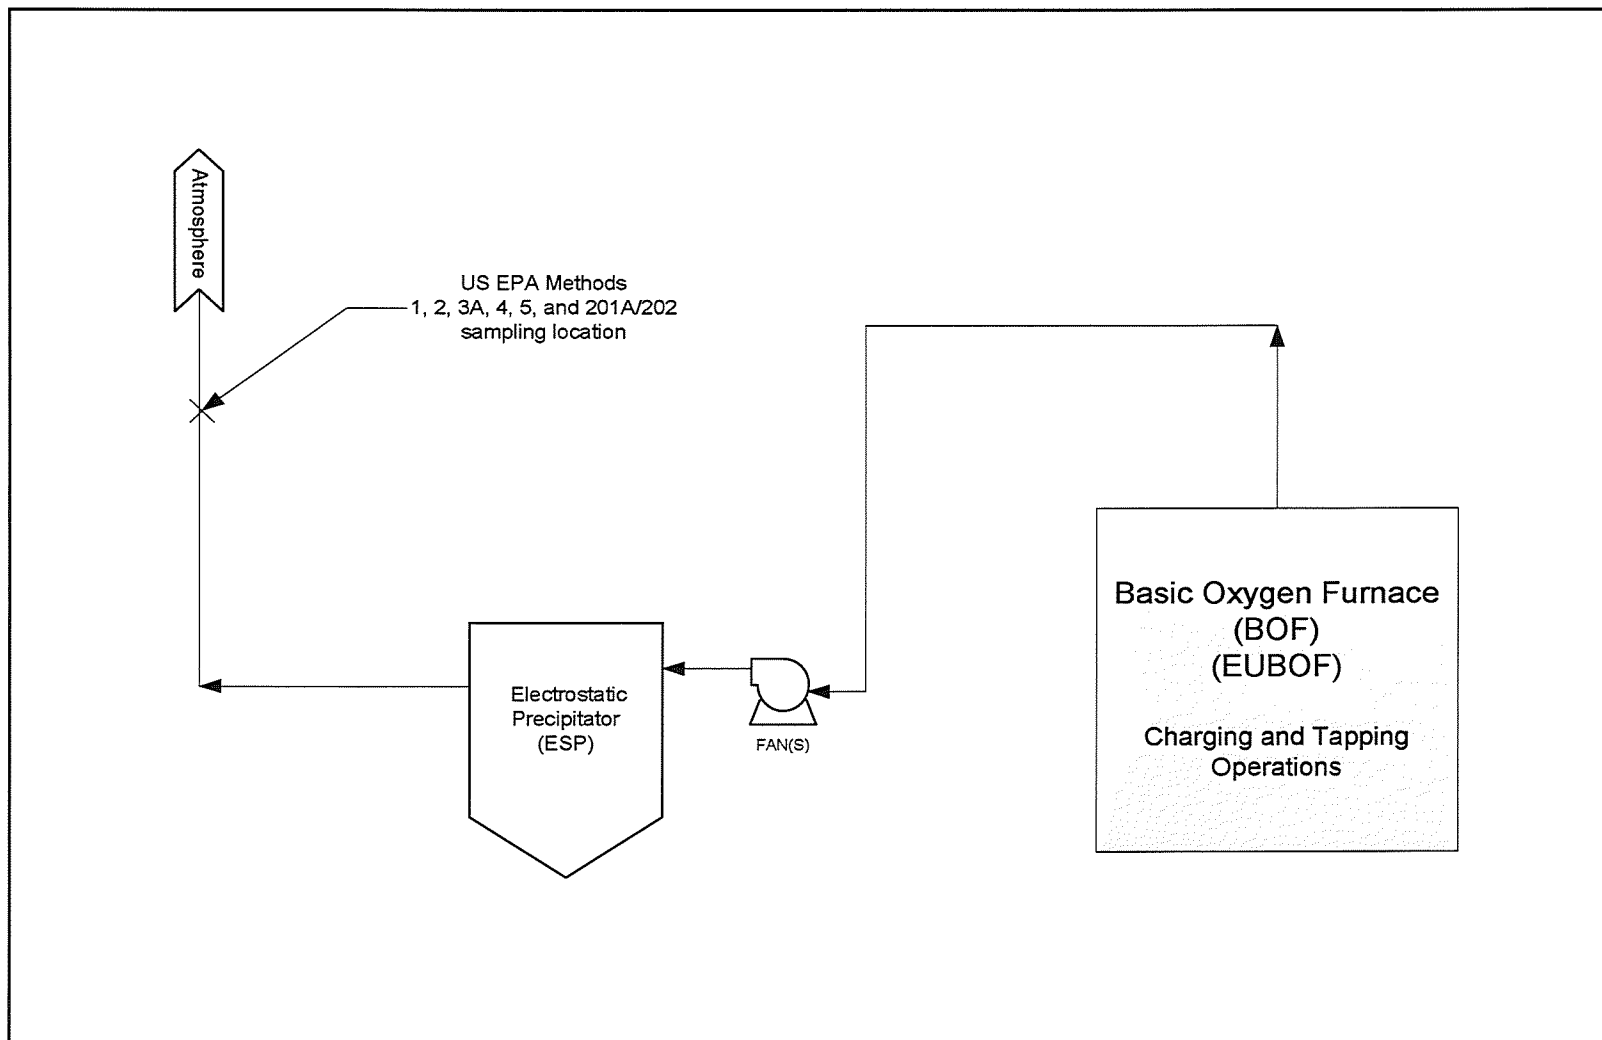 Atmosphere
US EPA Methods
1, 2, 3A, 4, 5, and 201A/202
sampling location
Basic Oxygen Furnace
(BOF)
(EUBOF)
Charging and Tapping
Operations
Electrostatic
Precipitator
(ESP)
FAN(S)